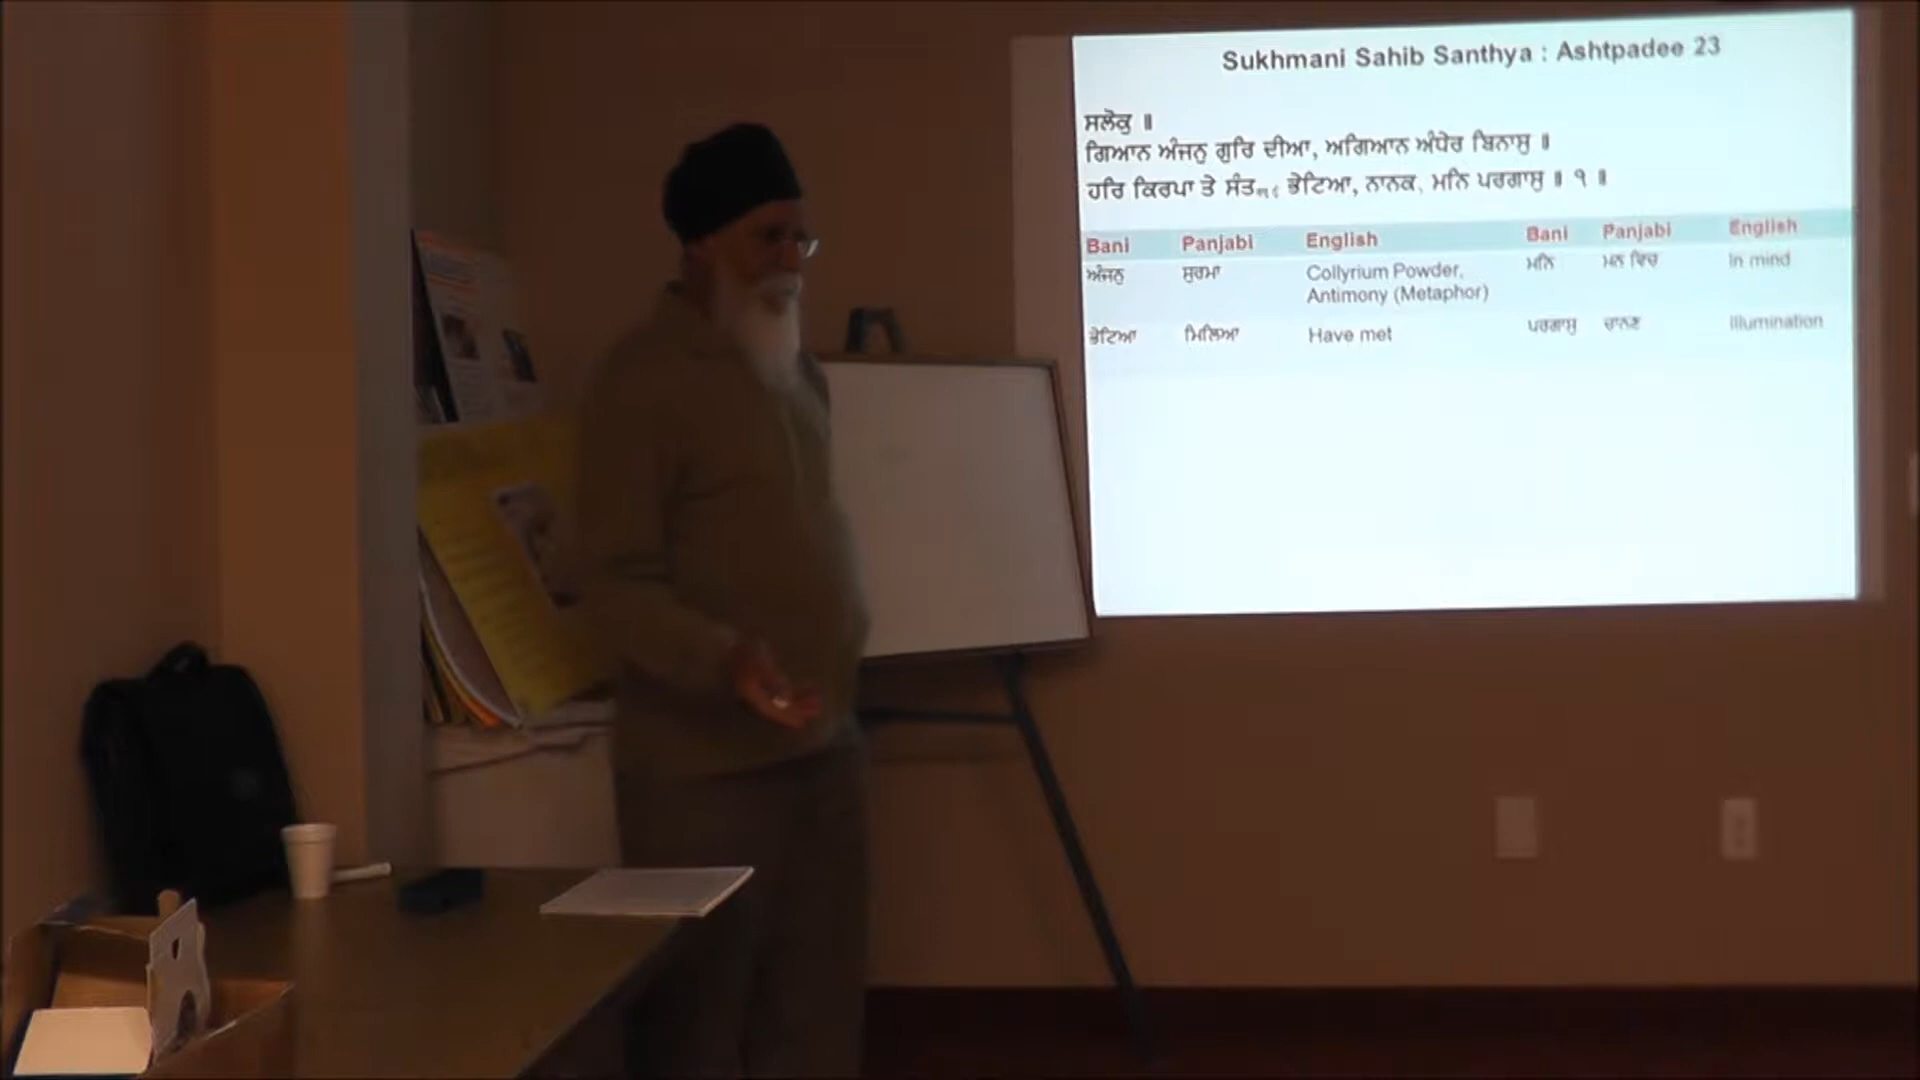 Sukhmani Sahib Santhya : Ashtpadee 23
ਸਲੋਕੁ ॥
ਗਿਆਨ ਅੰਜਨੁ ਗੁਰਿ ਦੀਆ, ਅਗਿਆਨ ਅੰਧੇਰ ਬਿਨਾਸੁ ॥
ਹਰਿ ਕਿਰਪਾ ਤੇ ਸੰਤ ਭੇਟਿਆ, ਨਾਨਕ, ਮਨਿ ਪਰਗਾਸੁ ॥ ੧ ॥
Bani Panjabi English Bani Panjabi English
ਅੰਜਨੁ ਸੁਰਮਾ Collyrium Powder, ਮਨਿ ਮਨ ਵਿਚ In mind
Antimony (Metaphor)
ਭੇਟਿਆ ਮਿਲਿਆ Have met ਪਰਗਾਸੁ ਚਾਨਣ Illumination